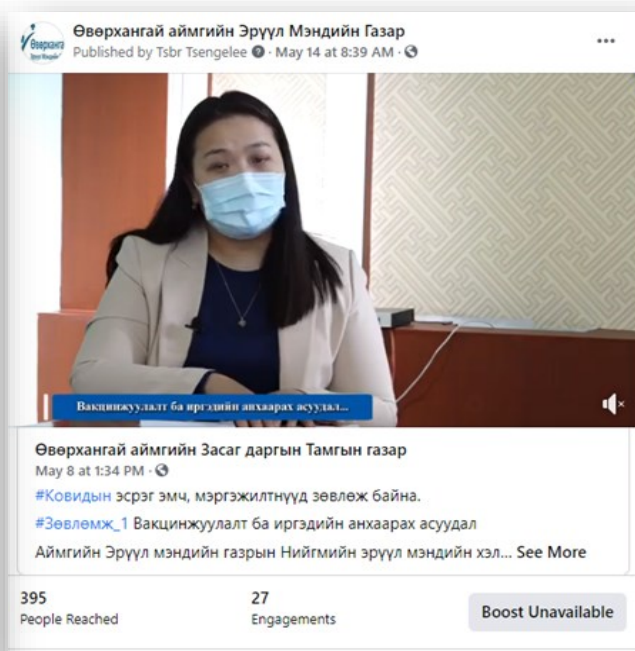 Өвөрхангай аймгийн Эрүүл Мэндийн Газар
Published by Tsbr Tsengelee · May 14 at 8:39 AM ·
Өвөрханга
Эрүүл Мэндийн
Вакцинжуулалт ба иргэдийн анхаарах асуудал...
Өвөрхангай аймгийн Засаг даргын Тамгын газар
May 8 at 1:34 PM ·
#Ковидын эсрэг эмч, мэргэжилтнүүд зөвлөж байна.
#Зөвлөмж_1 Вакцинжуулалт ба иргэдийн анхаарах асуудал
Аймгийн Эрүүл мэндийн газрын Нийгмийн эрүүл мэндийн хэл... See More
395
People Reached
27
Engagements
Boost Unavailable